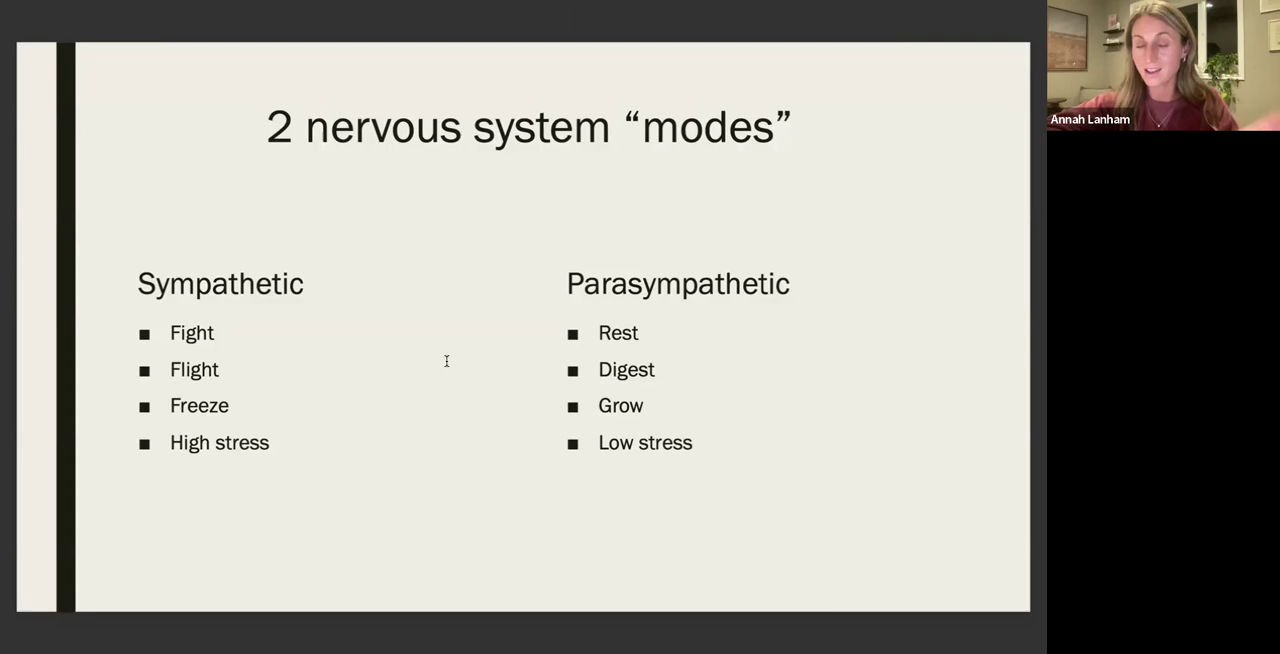 2 nervous system “modes”
Sympathetic
■ Fight
■ Flight
■ Freeze
■ High stress
Parasympathetic
■ Rest
■ Digest
■ Grow
■ Low stress
Annah Lanham